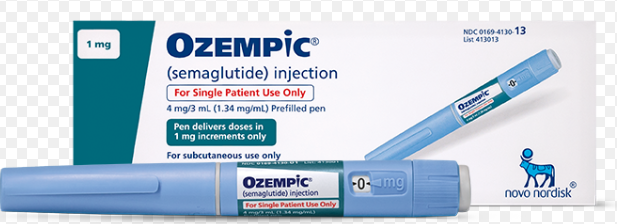 1 mg
OZEMPIC®
(semaglutide) injection
For Single Patient Use Only
4 mg/3 mL (1.34 mg/mL) Prefilled pen
Pen delivers doses in
1 mg increments only
For subcutaneous use only
NDC 0169-4130-13
List 413013
OZEMPIC
0
novo nordisk®
OZEMPIC®
(semaglutide) injection
For Single Patient Use Only
4 mg/3 mL (1.34 mg/mL)
0
mg